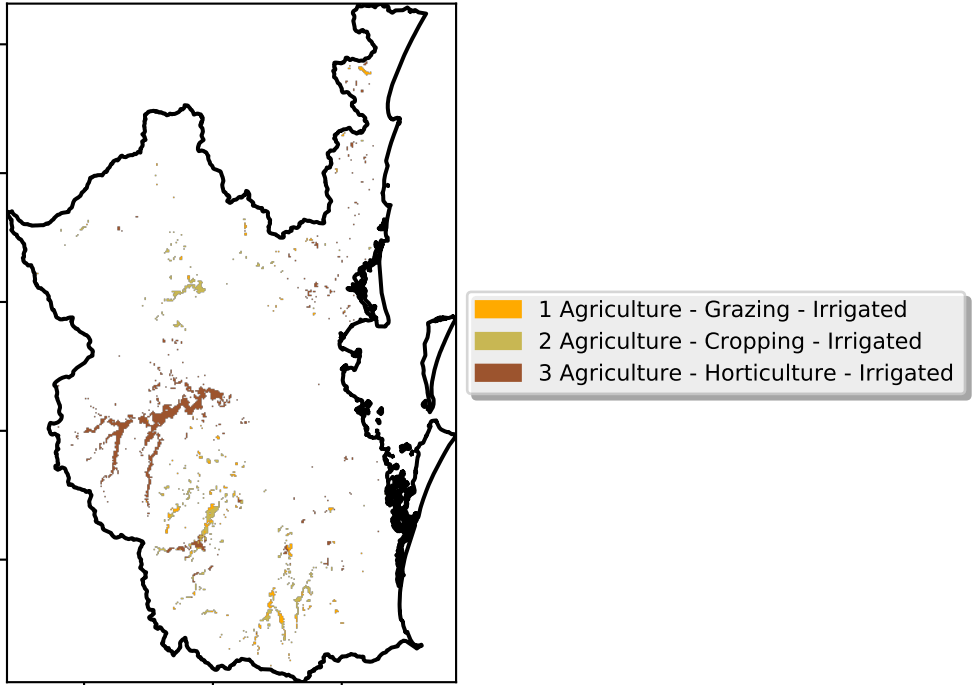 1 Agriculture - Grazing - Irrigated
2 Agriculture - Cropping - Irrigated
3 Agriculture - Horticulture - Irrigated